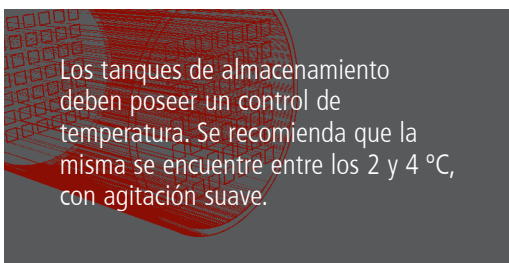 Los tanques de almacenamiento
deben poseer un control de
temperatura. Se recomienda que la
misma se encuentre entre los 2 y 4 ºC,
con agitación suave.